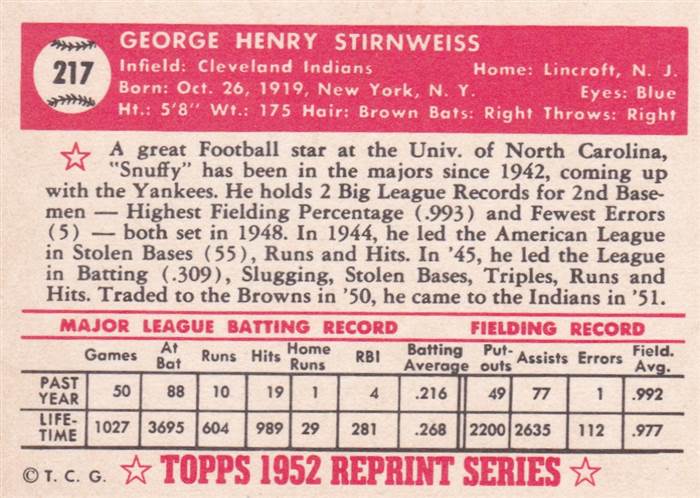 217
GEORGE HENRY STIRNWEISS
Infield: Cleveland Indians Home: Lincroft, N. J.
Born: Oct. 26, 1919, New York, N. Y. Eyes: Blue
Ht.: 5'8" Wt.: 175 Hair: Brown Bats: Right Throws: Right
A great Football star at the Univ. of North Carolina,
"Snuffy" has been in the majors since 1942, coming up
with the Yankees. He holds 2 Big League Records for 2nd Base-
men — Highest Fielding Percentage (.993) and Fewest Errors
(5) — both set in 1948. In 1944, he led the American League
in Stolen Bases (55), Runs and Hits. In '45, he led the League
in Batting (.309), Slugging, Stolen Bases, Triples, Runs and
Hits. Traded to the Browns in '50, he came to the Indians in '51.
MAJOR LEAGUE BATTING RECORD FIELDING RECORD
Games At Bat Runs Hits Home Runs RBI Batting Average Put-outs Assists Errors Field. Avg.
PAST YEAR 50 88 10 19 1 4 .216 49 77 1 .992
LIFE-TIME 1027 3695 604 989 29 281 .268 2200 2635 112 .977
© T. C. G. TOPPS 1952 REPRINT SERIES